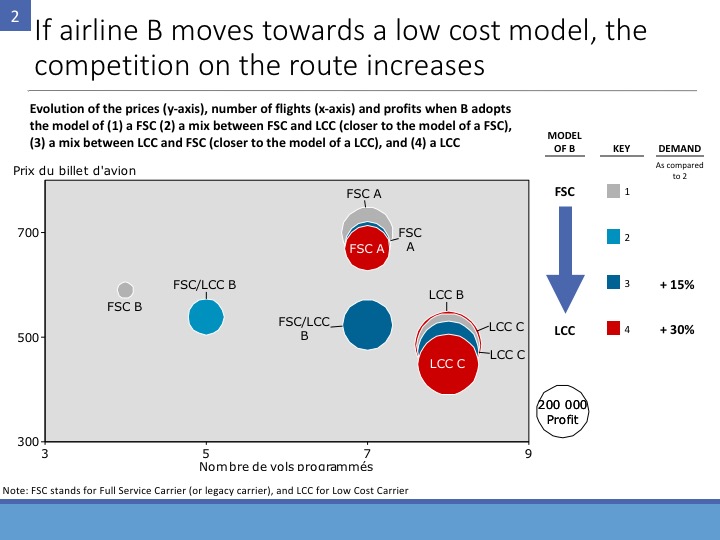 2
If airline B moves towards a low cost model, the
competition on the route increases
Evolution of the prices (y-axis), number of flights (x-axis) and profits when B adopts
the model of (1) a FSC (2) a mix between FSC and LCC (closer to the model of a FSC),
(3) a mix between LCC and FSC (closer to the model of a LCC), and (4) a LCC
MODEL
OF B
KEY
DEMAND
As compared
to 2
Prix du billet d'avion
FSC A
FSC
A
FSC A
FSC/LCC B
FSC B
FSC/LCC
B
LCC B
LCC C
LCC C
LCC C
700
500
300
3
5
7
9
Nombre de vols programmés
FSC
1
2
3
+ 15%
LCC
4
+ 30%
200 000
Profit
Note: FSC stands for Full Service Carrier (or legacy carrier), and LCC for Low Cost Carrier